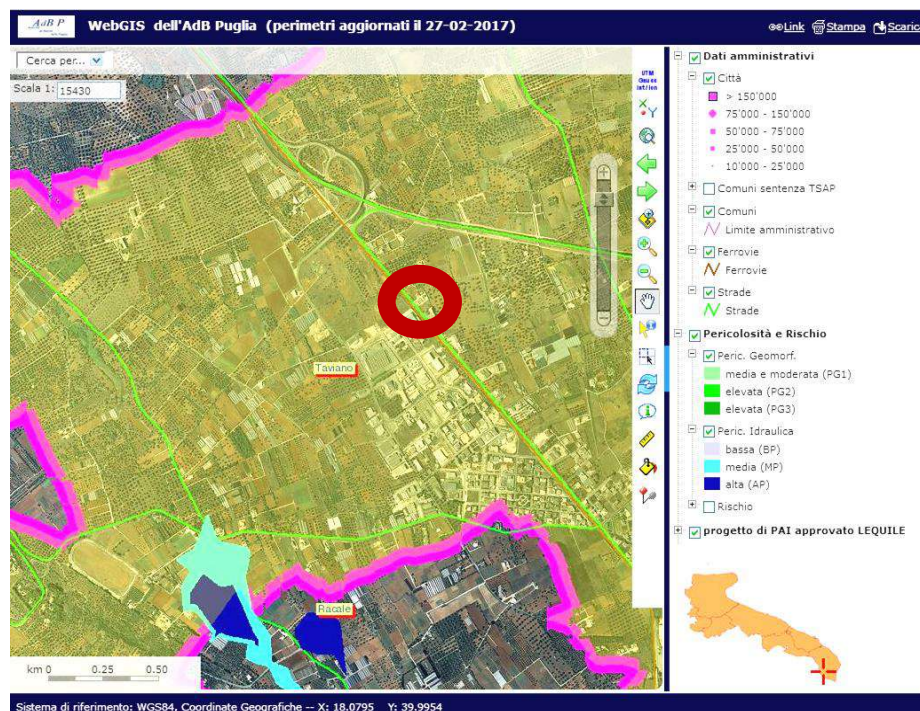 AdB P
WebGIS dell'AdB Puglia (perimetri aggiornati il 27-02-2017)
Link Stampa Scarica
Cerca per...
Scala 1: 15430
UTM
Dati amministrativi
Città
> 150'000
75'000 - 150'000
50'000 - 75'000
25'000 - 50'000
10'000 - 25'000
Comuni sentenza TSAP
Comuni
Limite amministrativo
Ferrovie
Ferrovie
Strade
Strade
Pericolosità e Rischio
Peric. Geomorf.
media e moderata (PG1)
elevata (PG2)
elevata (PG3)
Peric. Idraulica
bassa (BP)
media (MP)
alta (AP)
Rischio
progetto di PAI approvato LEQUILE
X
Y
Taviano
Racale
km 0 0.25 0.50
Sistema di riferimento: WGS84, Coordinate Geografiche -- X: 18.0795 Y: 39.9954